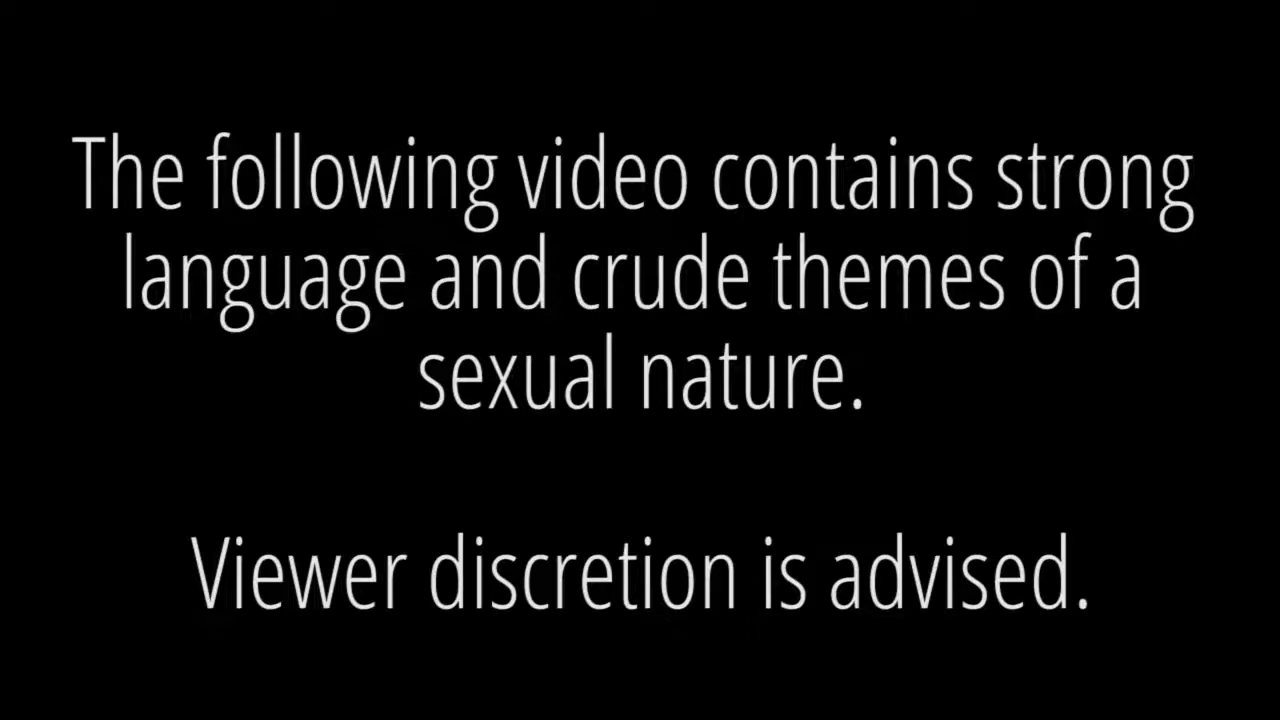 The following video contains strong
language and crude themes of a
sexual nature.
Viewer discretion is advised.